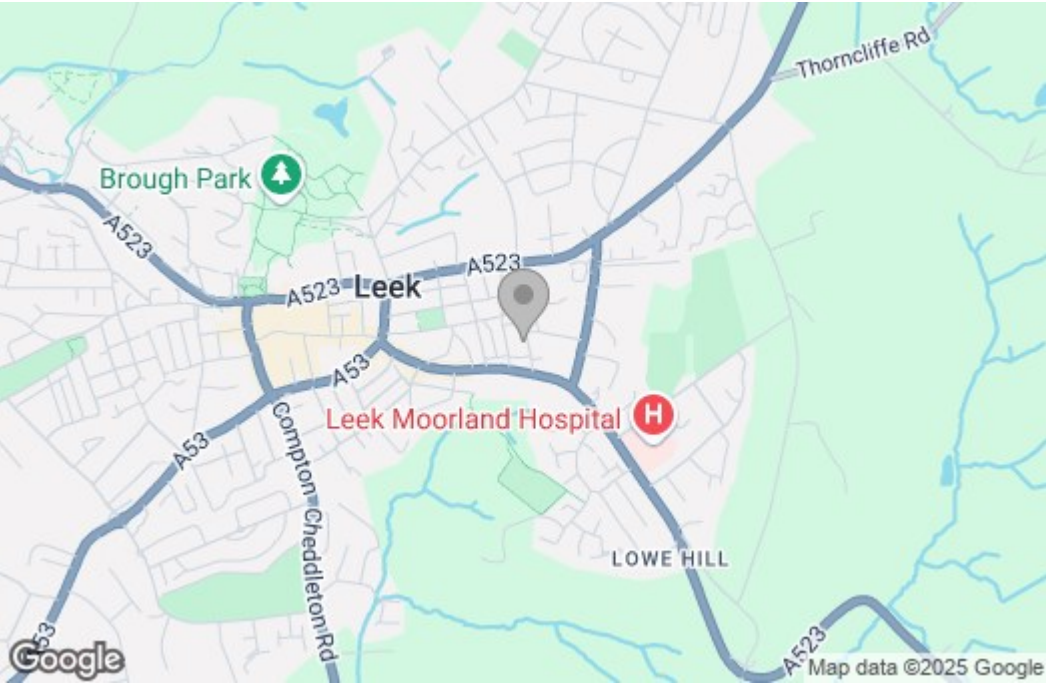 Thorncliffe Rd
Brough Park
A523
A523
A523
Leek
A53
Leek Moorland Hospital
H
A53
Compton
Cheddleton Rd
LOWE HILL
A53
A523
Google
Map data ©2025 Google